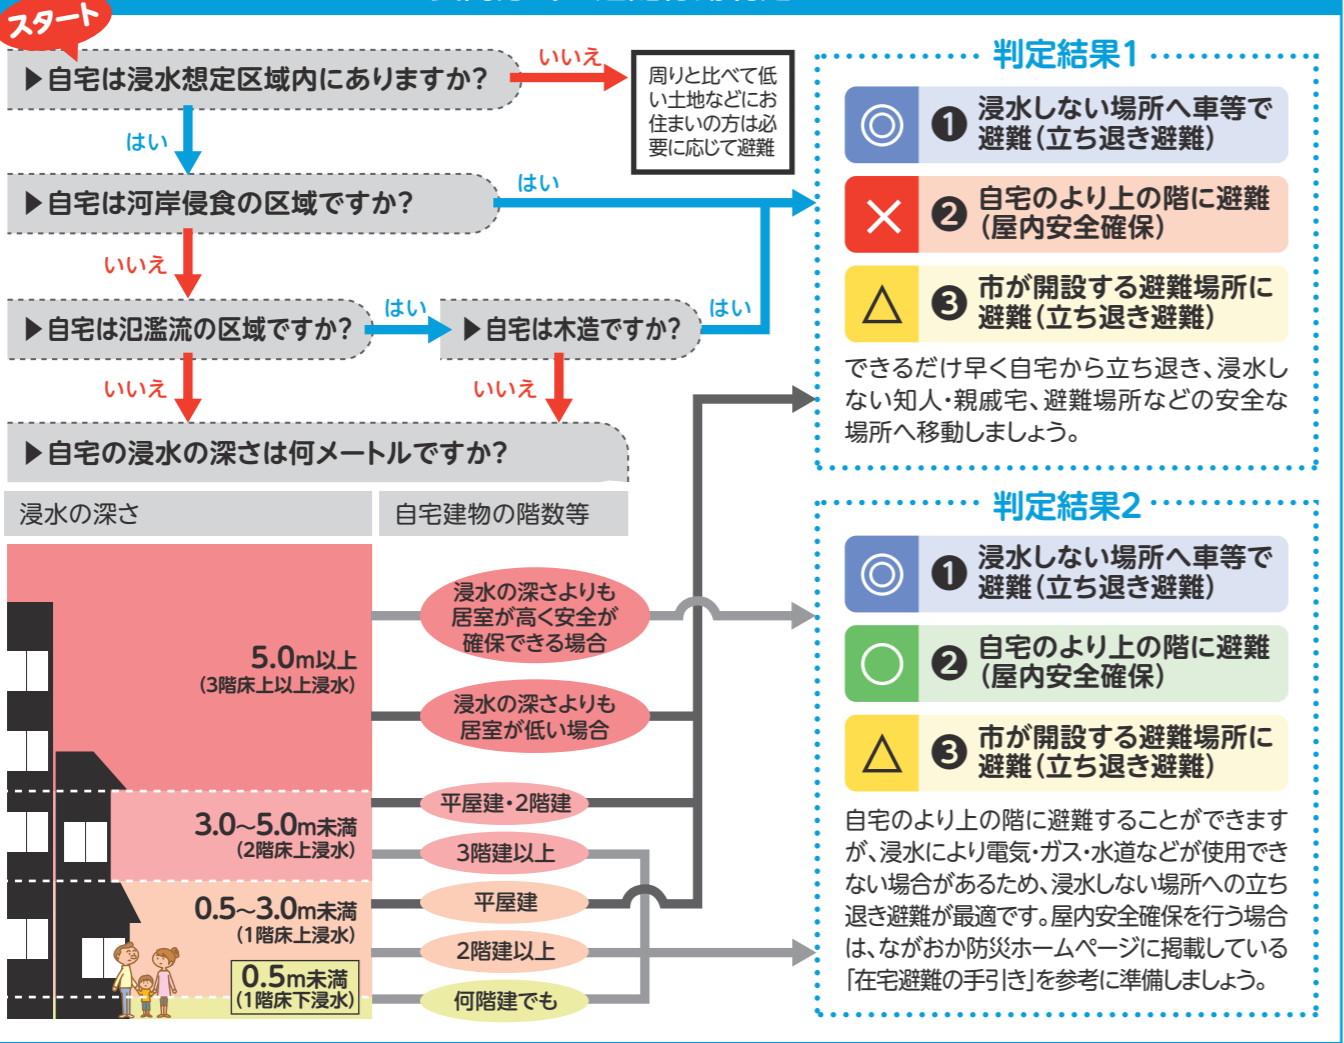 スタート
▶自宅は浸水想定区域内にありますか?
いいえ
周りと比べて低
い土地などにお
住まいの方は必
要に応じて避難
はい
▶自宅は河岸侵食の区域ですか?
はい
いいえ
▶自宅は氾濫流の区域ですか?
はい
▶自宅は木造ですか?
はい
いいえ
いいえ
▶自宅の浸水の深さは何メートルですか?
浸水の深さ
自宅建物の階数等
5.0m以上
(3階床上以上浸水)
浸水の深さよりも
居室が高く安全が
確保できる場合
浸水の深さよりも
居室が低い場合
3.0~5.0m未満
(2階床上浸水)
平屋建・2階建
3階建以上
0.5~3.0m未満
(1階床上浸水)
平屋建
2階建以上
0.5m未満
(1階床下浸水)
何階建でも
判定結果1
◎ ❶ 浸水しない場所へ車等で
避難(立ち退き避難)
× ❷ 自宅のより上の階に避難
(屋内安全確保)
△ ❸ 市が開設する避難場所に
避難(立ち退き避難)
できるだけ早く自宅から立ち退き、浸水し
ない知人・親戚宅、避難場所などの安全な
場所へ移動しましょう。
判定結果2
◎ ❶ 浸水しない場所へ車等で
避難(立ち退き避難)
○ ❷ 自宅のより上の階に避難
(屋内安全確保)
△ ❸ 市が開設する避難場所に
避難(立ち退き避難)
自宅のより上の階に避難することができます
が、浸水により電気・ガス・水道などが使用でき
ない場合があるため、浸水しない場所への立ち
退き避難が最適です。屋内安全確保を行う場合
は、ながおか防災ホームページに掲載している
「在宅避難の手引き」を参考に準備しましょう。